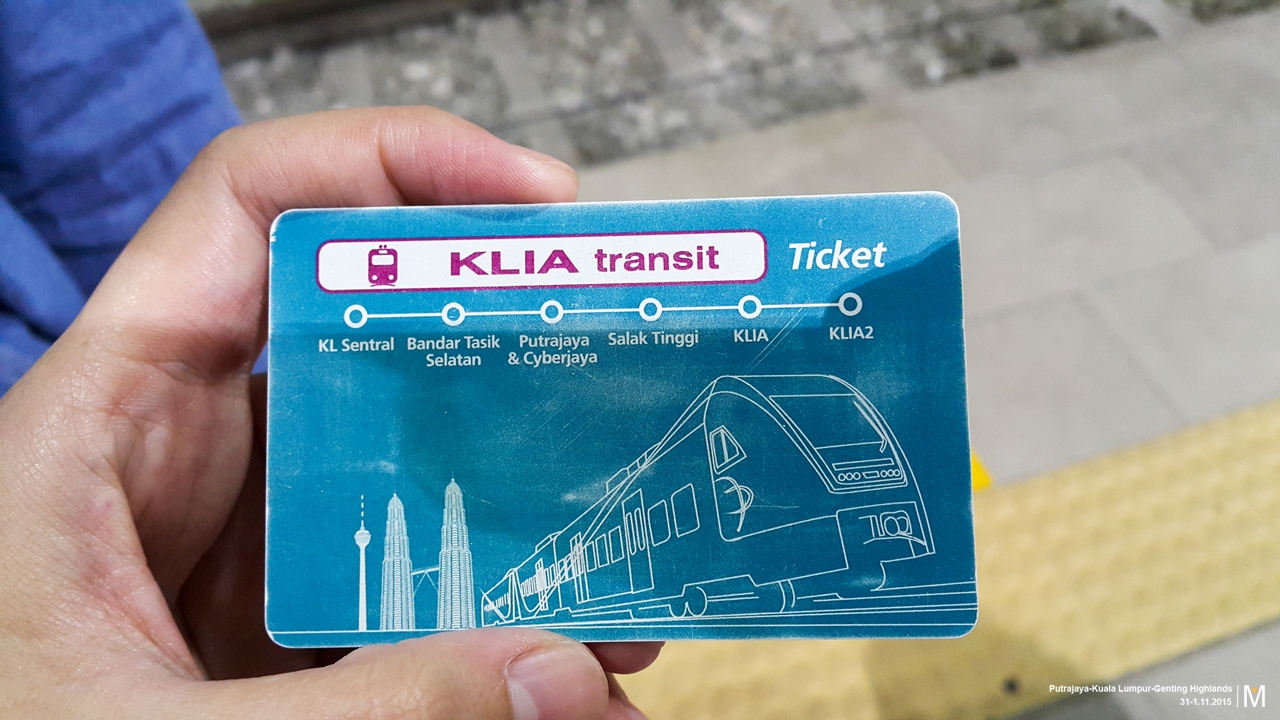 KLIA transit Ticket
KL Sentral
Bandar Tasik
Selatan
Putrajaya
& Cyberjaya
Salak Tinggi
KLIA
KLIA2
Putrajaya-Kuala Lumpur-Genting Highlands
31-1.11.2015
M